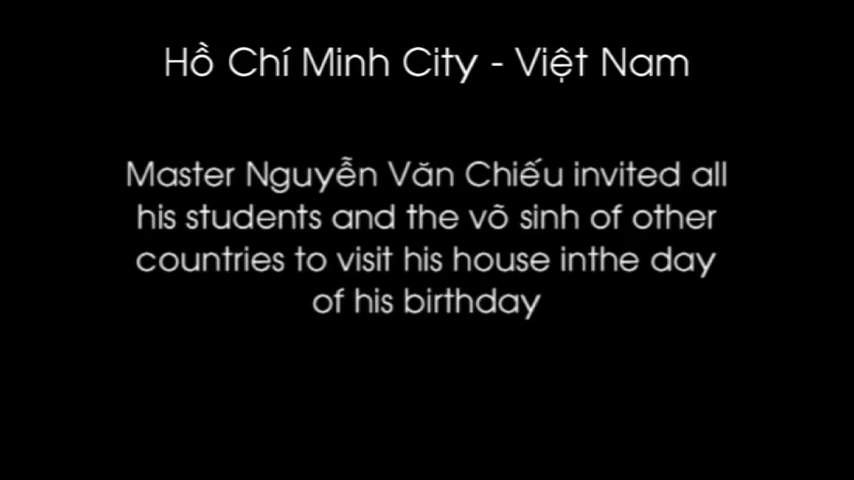 Hồ Chí Minh City - Việt Nam
Master Nguyễn Văn Chiếu invited all
his students and the võ sinh of other
countries to visit his house inthe day
of his birthday